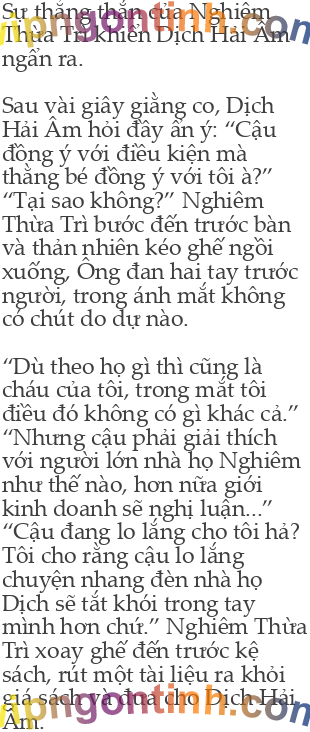 Sự thẳng thắn của Nghiêm
Thừa Trì khiến Dịch Hải Âm
ngẩn ra.

Sau vài giây giằng co, Dịch
Hải Âm hỏi đầy ẩn ý: “Cậu
đồng ý với điều kiện mà
thằng bé đồng ý với tôi à?”
“Tại sao không?” Nghiêm
Thừa Trì bước đến trước bàn
và thản nhiên kéo ghế ngồi
xuống, Ông đan hai tay trước
người, trong ánh mắt không
có chút do dự nào.

“Dù theo họ gì thì cũng là
cháu của tôi, trong mắt tôi
điều đó không có gì khác cả.”
“Nhưng cậu phải giải thích
với người lớn nhà họ Nghiêm
như thế nào, hơn nữa giới
kinh doanh sẽ nghị luận...”
“Cậu đang lo lắng cho tôi hả?
Tôi cho rằng cậu lo lắng
chuyện nhang đèn nhà họ
Dịch sẽ tắt khói trong tay
mình hơn chứ.” Nghiêm Thừa
Trì xoay ghế đến trước kệ
sách, rút một tài liệu ra khỏi
giá sách và đưa cho Dịch Hải
Âm.
vipngontinh.com
vipngontinh.com